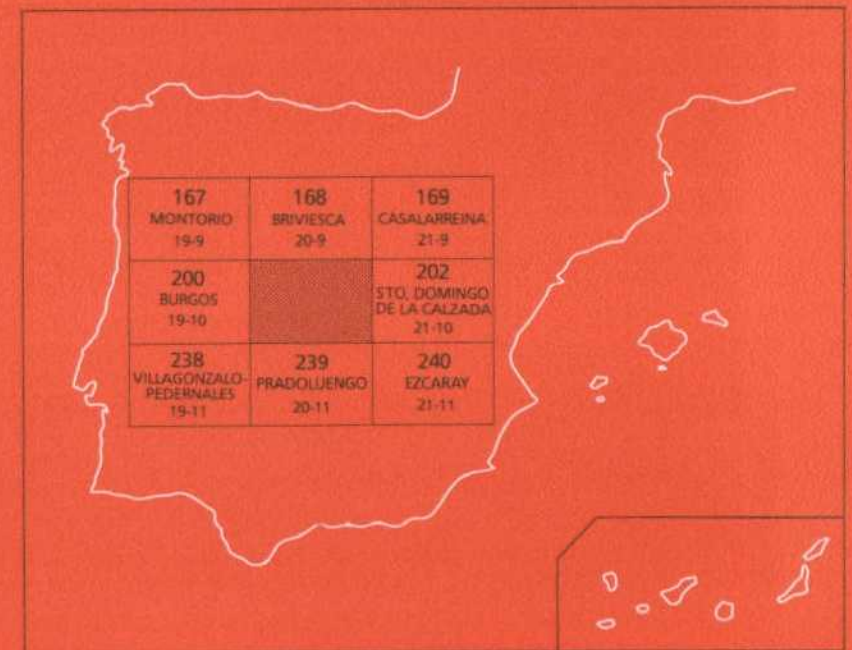 167
MONTORIO
19-9
168
BRIVIESCA
20-9
169
CASALARREINA
21-9
200
BURGOS
19-10
202
STO. DOMINGO
DE LA CALZADA
21-10
238
VILLAGONZALO-
PEDERNALES
19-11
239
PRADOLUENGO
20-11
240
EZCARAY
21-11